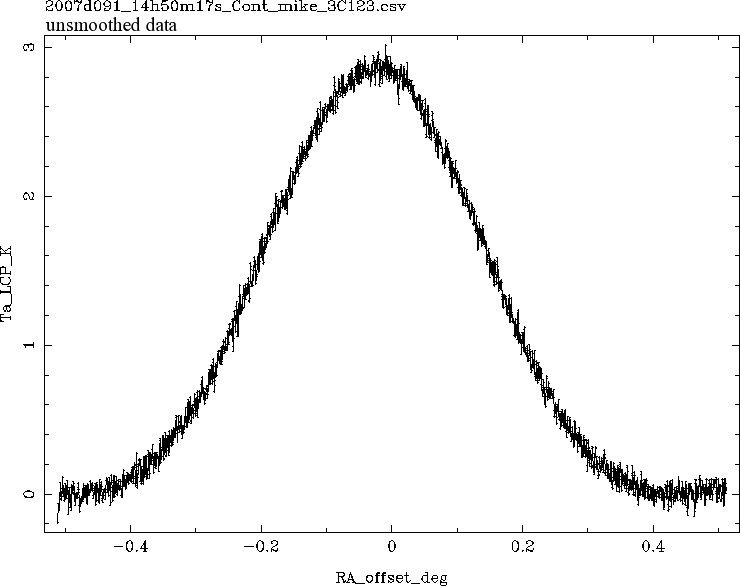 2007d091_14h50m17s_Cont_mike_3C123.csv
unsmoothed data
3
2
1
0
Ta_LCP_K
-0.4
-0.2
0
0.2
0.4
RA_offset_deg